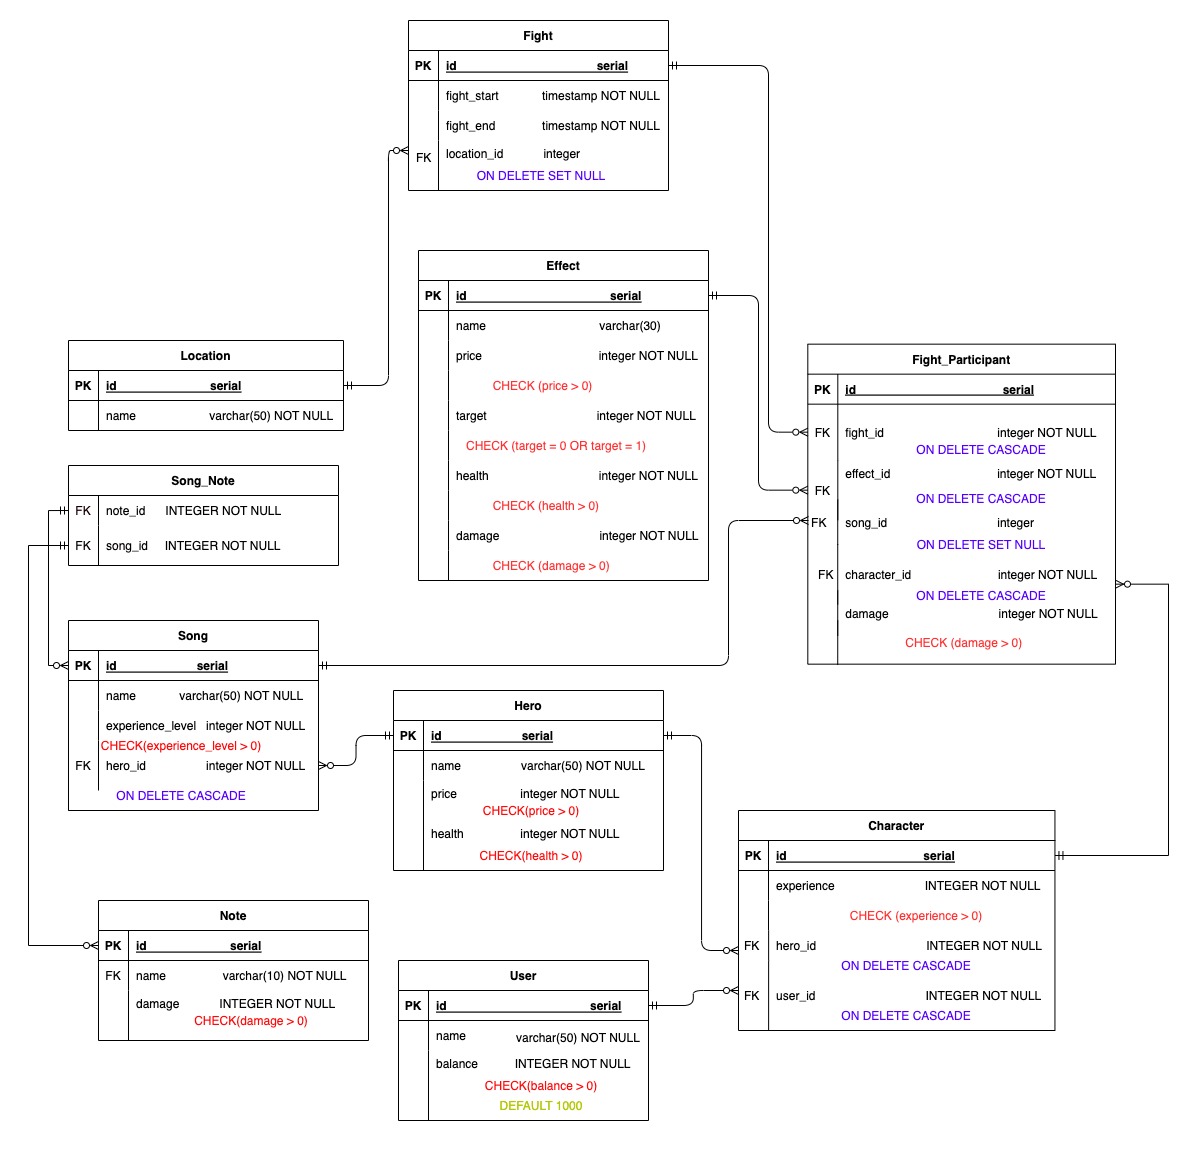 Fight
PK id serial
fight_start timestamp NOT NULL
fight_end timestamp NOT NULL
FK location_id integer
ON DELETE SET NULL
Effect
PK id serial
name varchar(30)
price integer NOT NULL
CHECK (price > 0)
target integer NOT NULL
CHECK (target = 0 OR target = 1)
health integer NOT NULL
CHECK (health > 0)
damage integer NOT NULL
CHECK (damage > 0)
Location
PK id serial
name varchar(50) NOT NULL
Fight_Participant
PK id serial
FK fight_id integer NOT NULL
ON DELETE CASCADE
FK effect_id integer NOT NULL
ON DELETE CASCADE
FK song_id integer
ON DELETE SET NULL
FK character_id integer NOT NULL
ON DELETE CASCADE
damage integer NOT NULL
CHECK (damage > 0)
Song_Note
FK note_id INTEGER NOT NULL
FK song_id INTEGER NOT NULL
Song
PK id serial
name varchar(50) NOT NULL
experience_level integer NOT NULL
CHECK(experience_level > 0)
FK hero_id integer NOT NULL
ON DELETE CASCADE
Hero
PK id serial
name varchar(50) NOT NULL
price integer NOT NULL
CHECK(price > 0)
health integer NOT NULL
CHECK(health > 0)
Character
PK id serial
experience INTEGER NOT NULL
CHECK (experience > 0)
FK hero_id INTEGER NOT NULL
ON DELETE CASCADE
FK user_id INTEGER NOT NULL
ON DELETE CASCADE
Note
PK id serial
FK name varchar(10) NOT NULL
damage INTEGER NOT NULL
CHECK(damage > 0)
User
PK id serial
name varchar(50) NOT NULL
balance INTEGER NOT NULL
CHECK(balance > 0)
DEFAULT 1000